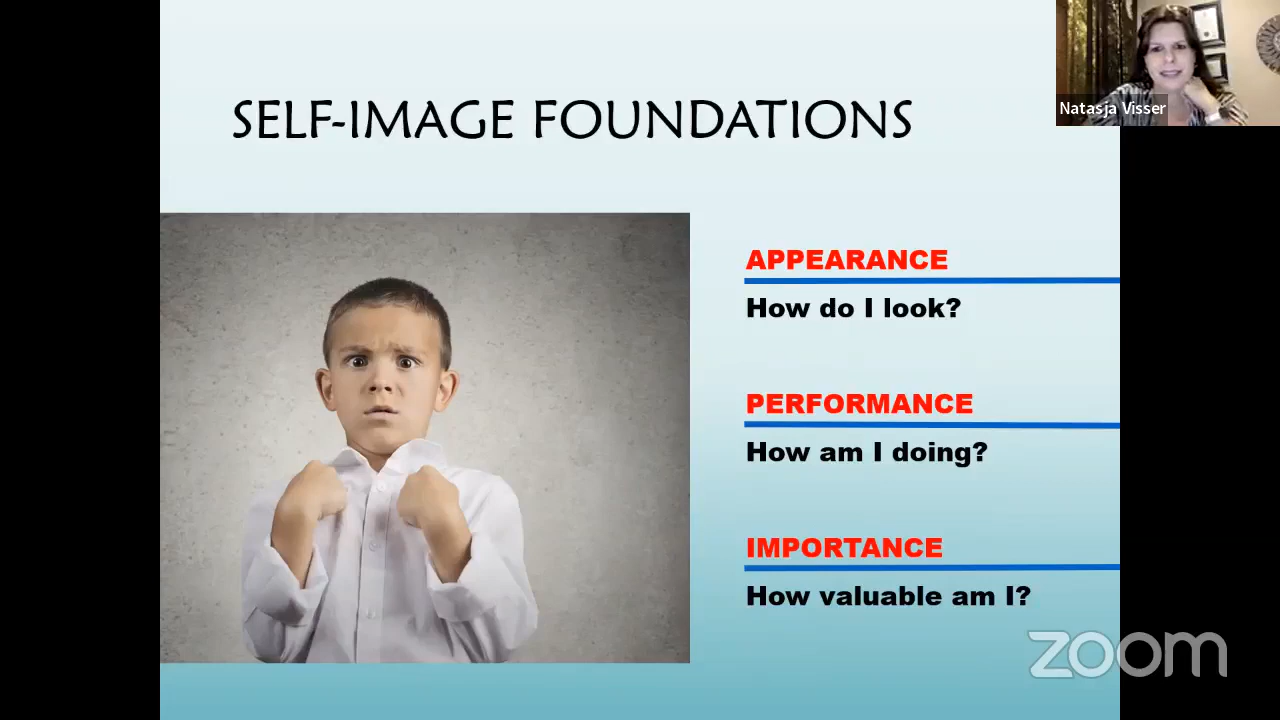 Natasja Visser
SELF-IMAGE FOUNDATIONS
APPEARANCE
How do I look?
PERFORMANCE
How am I doing?
IMPORTANCE
How valuable am I?
zoom